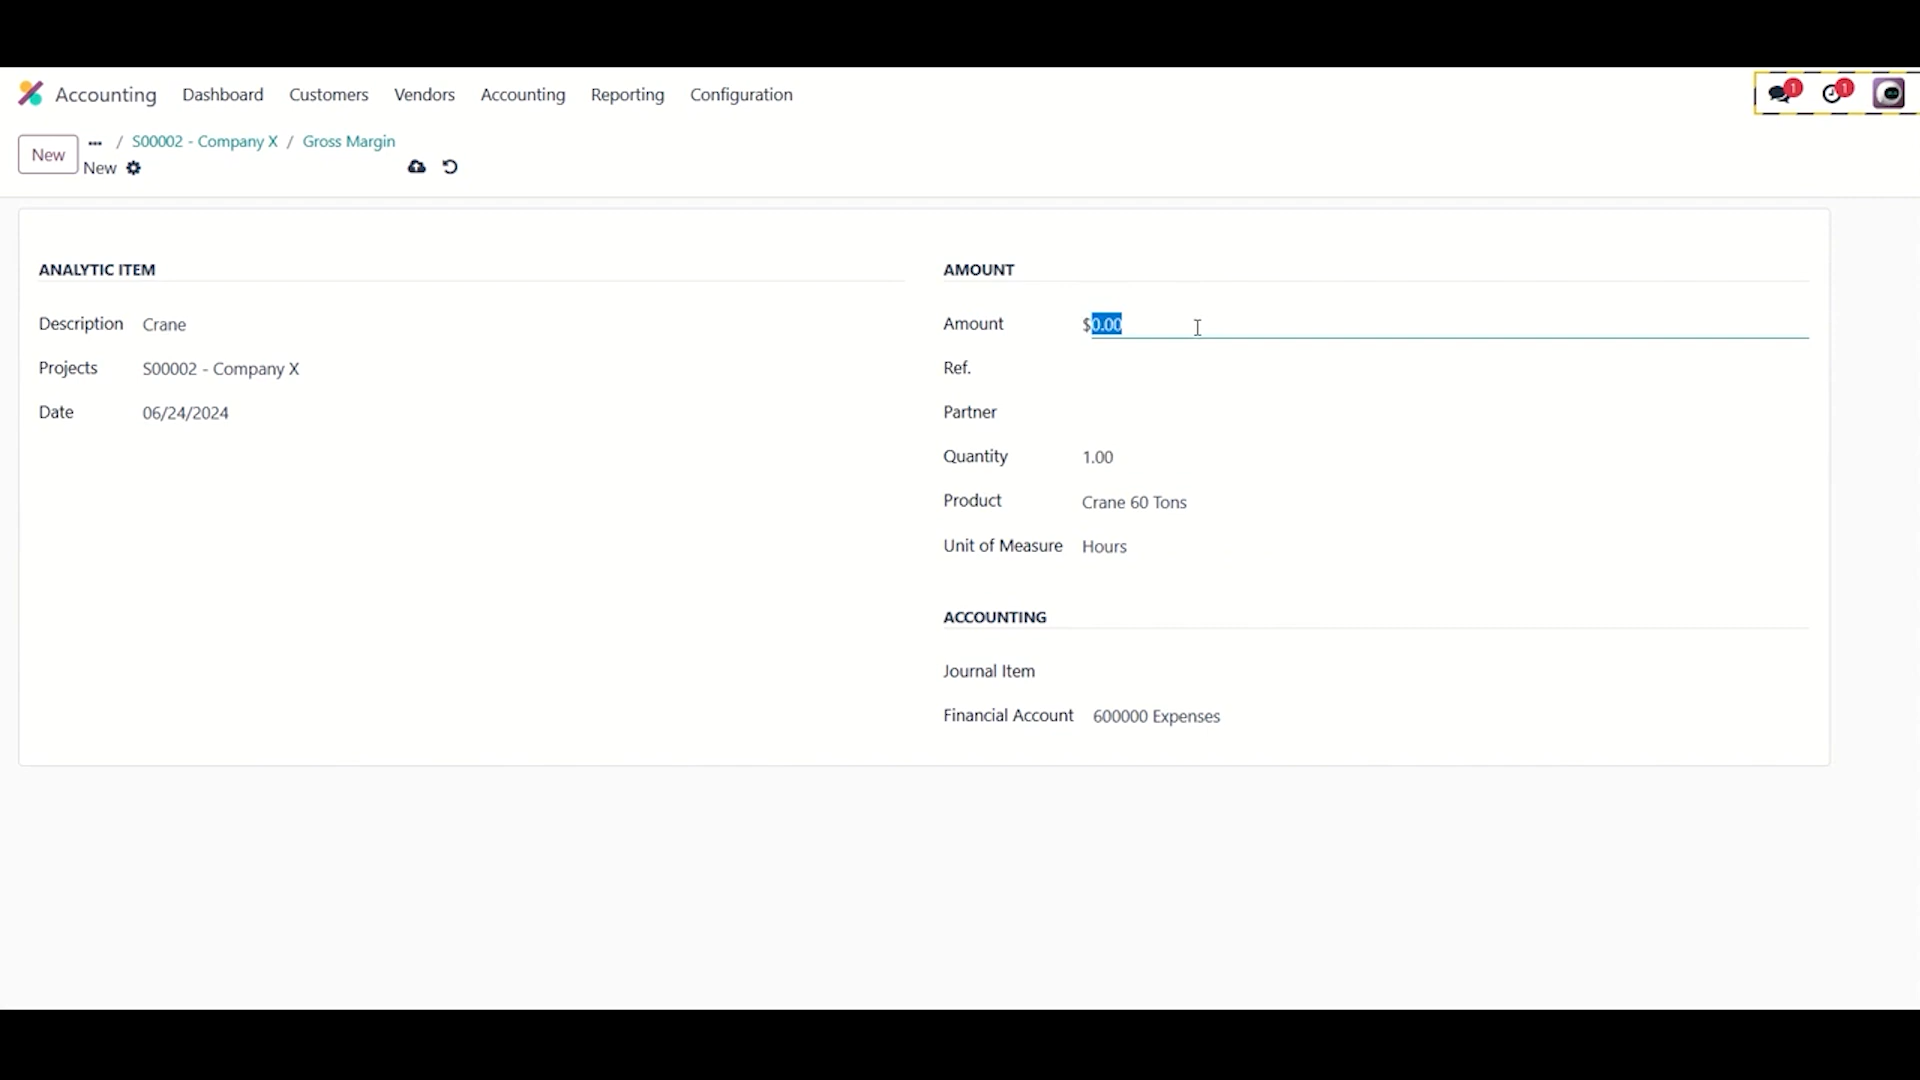 Accounting Dashboard Customers Vendors Accounting Reporting Configuration 1 1
New ... / S00002 - Company X / Gross Margin
New
ANALYTIC ITEM
Description Crane
Projects S00002 - Company X
Date 06/24/2024
AMOUNT
Amount $0.00
Ref.
Partner
Quantity 1.00
Product Crane 60 Tons
Unit of Measure Hours
ACCOUNTING
Journal Item
Financial Account 600000 Expenses